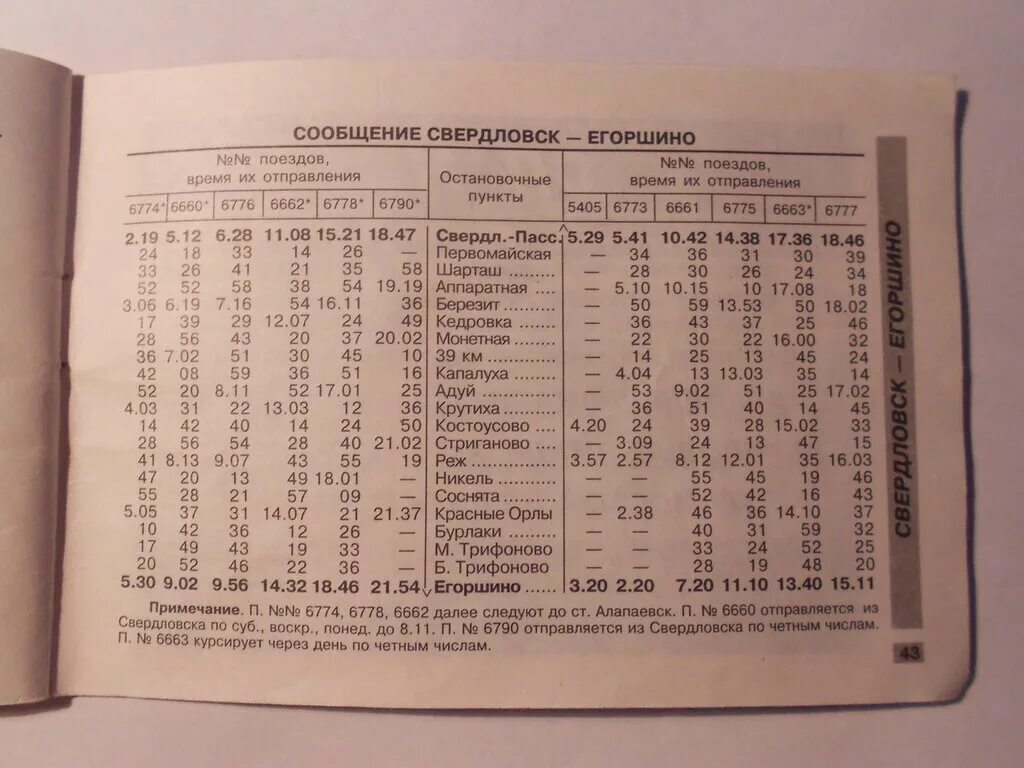 СООБЩЕНИЕ СВЕРДЛОВСК — ЕГОРШИНО
№№ поездов, время их отправления
Остановочные пункты
№№ поездов, время их отправления
6774* 6660* 6776 6662* 6778* 6790* 5405 6773 6661 6775 6663* 6777
2.19 5.12 6.28 11.08 15.21 18.47 Свердл.-Пасс. 5.29 5.41 10.42 14.38 17.36 18.46
24 18 33 14 26 — Первомайская — 34 36 31 30 39
33 26 41 21 35 58 Шарташ ......... — 28 30 26 24 34
52 52 58 38 54 19.19 Аппаратная .... — 5.10 10.15 10 17.08 18
3.06 6.19 7.16 54 16.11 36 Березит .......... — 50 59 13.53 50 18.02
17 39 29 12.07 24 49 Кедровка ....... — 36 43 37 25 46
28 56 43 20 37 20.02 Монетная ....... — 22 30 22 16.00 32
36 7.02 51 30 45 10 39 км ............. — 14 25 13 45 24
42 08 59 36 51 16 Капалуха ........ — 4.04 13 13.03 35 14
52 20 8.11 52 17.01 25 Адуй .............. — 53 9.02 51 25 17.02
4.03 31 22 13.03 12 36 Крутиха .......... — 36 51 40 14 45
14 42 40 14 24 50 Костоусово .... 4.20 24 39 28 15.02 33
28 56 54 28 40 21.02 Стриганово .... — 3.09 24 13 47 15
41 8.13 9.07 43 55 19 Реж ................ 3.57 2.57 8.12 12.01 35 16.03
47 20 13 49 18.01 — Никель ........... — — 55 45 19 46
55 28 21 57 09 — Соснята .......... — — 52 42 16 43
5.05 37 31 14.07 21 21.37 Красные Орлы — 2.38 46 36 14.10 37
10 42 36 12 26 — Бурлаки .......... — — 40 31 59 32
17 49 43 19 33 — М. Трифоново — — 33 24 52 25
20 52 46 22 36 — Б. Трифоново — — 28 19 48 20
5.30 9.02 9.56 14.32 18.46 21.54 Егоршино ...... 3.20 2.20 7.20 11.10 13.40 15.11
Примечание. П. №№ 6774, 6778, 6662 далее следуют до ст. Алапаевск. П. № 6660 отправляется из
Свердловска по суб., воскр., понед. до 8.11. П. № 6790 отправляется из Свердловска по четным числам.
П. № 6663 курсирует через день по четным числам.
СВЕРДЛОВСК — ЕГОРШИНО
43